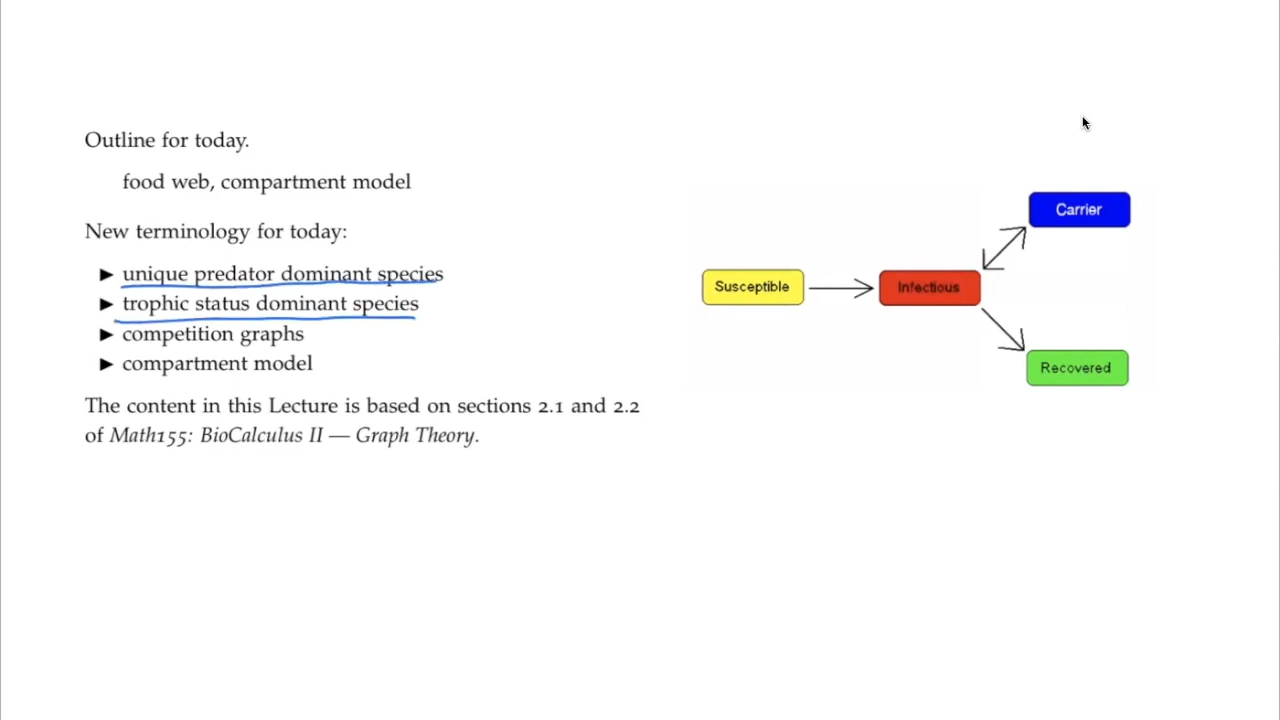 Outline for today.
food web, compartment model
New terminology for today:
► unique predator dominant species
► trophic status dominant species
► competition graphs
► compartment model
The content in this Lecture is based on sections 2.1 and 2.2
of Math155: BioCalculus II — Graph Theory.
Carrier
Susceptible
Infectious
Recovered